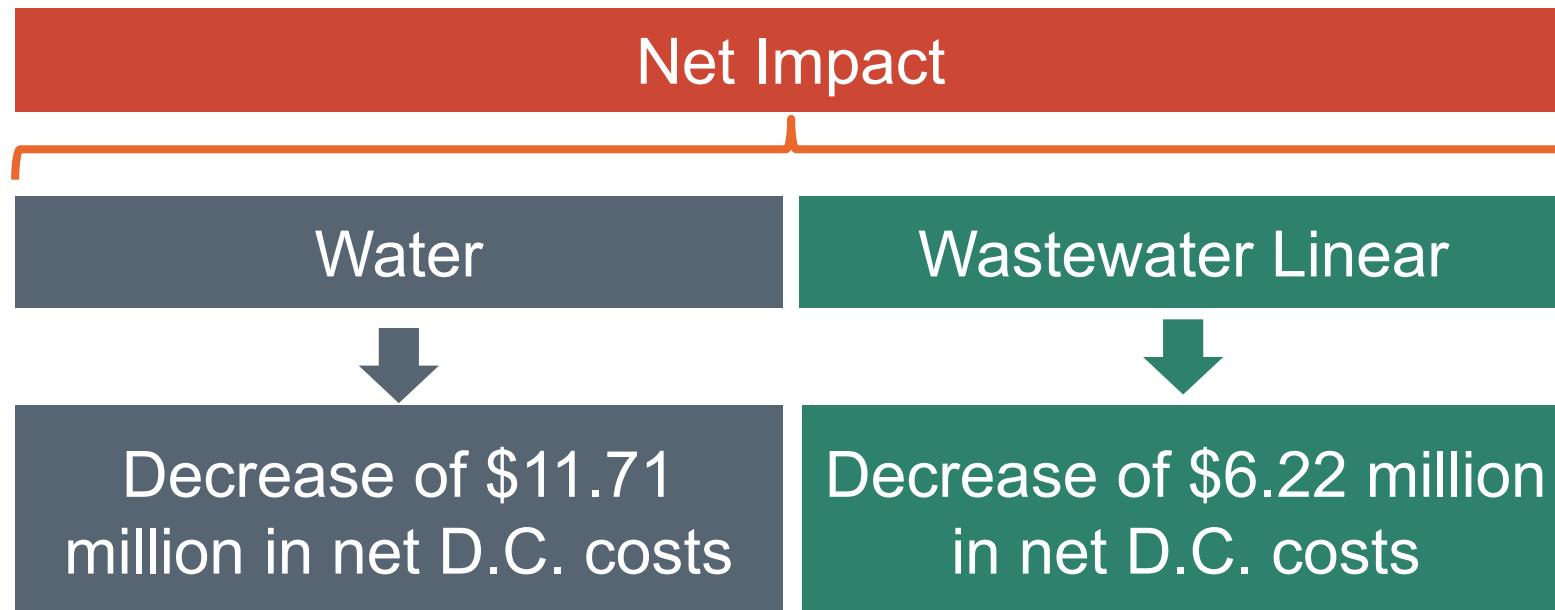 Net Impact
Water
Wastewater Linear
Decrease of $11.71
million in net D.C. costs
Decrease of $6.22 million
in net D.C. costs